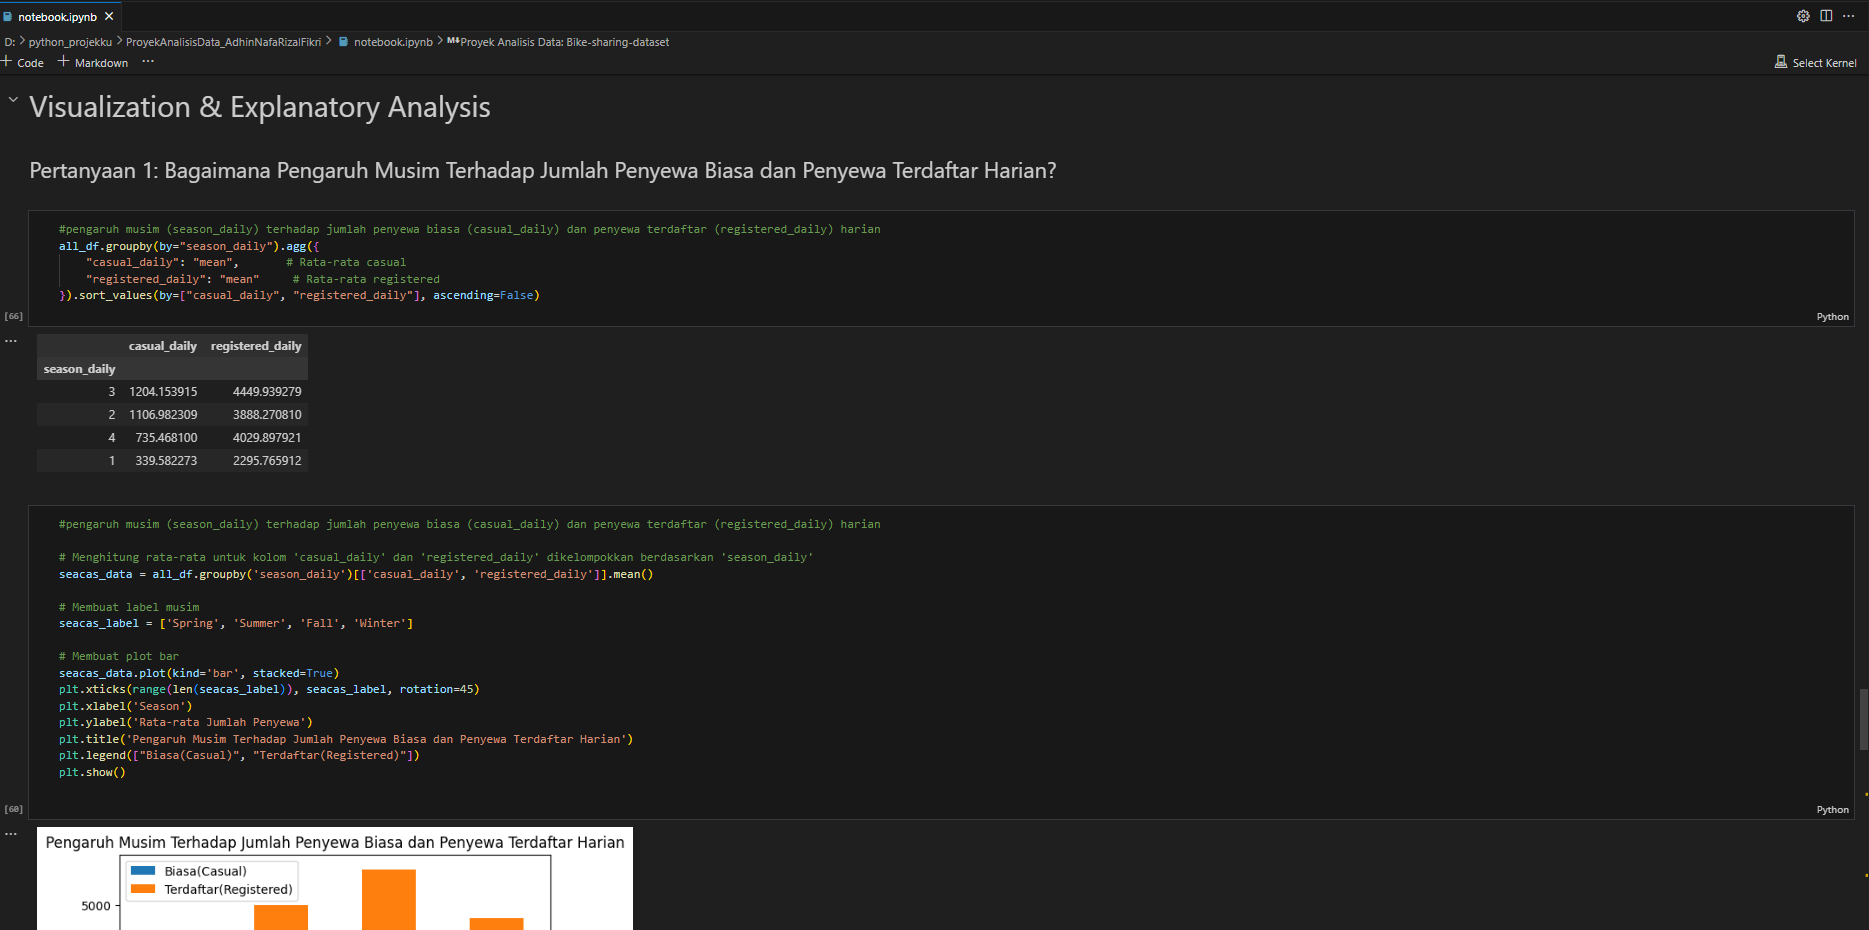 notebook.ipynb
D: > python_projekku > ProyekAnalisisData_AdhinNafaRizalFikri > notebook.ipynb > M↓Proyek Analisis Data: Bike-sharing-dataset
+ Code + Markdown ...
Select Kernel
Visualization & Explanatory Analysis
Pertanyaan 1: Bagaimana Pengaruh Musim Terhadap Jumlah Penyewa Biasa dan Penyewa Terdaftar Harian?
#pengaruh musim (season_daily) terhadap jumlah penyewa biasa (casual_daily) dan penyewa terdaftar (registered_daily) harian
all_df.groupby(by="season_daily").agg({
"casual_daily": "mean", # Rata-rata casual
"registered_daily": "mean" # Rata-rata registered
}).sort_values(by=["casual_daily", "registered_daily"], ascending=False)
[66]
Python
casual_daily registered_daily
season_daily
3 1204.153915 4449.939279
2 1106.982309 3888.270810
4 735.468100 4029.897921
1 339.582273 2295.765912
#pengaruh musim (season_daily) terhadap jumlah penyewa biasa (casual_daily) dan penyewa terdaftar (registered_daily) harian
# Menghitung rata-rata untuk kolom 'casual_daily' dan 'registered_daily' dikelompokkan berdasarkan 'season_daily'
seacas_data = all_df.groupby('season_daily')[['casual_daily', 'registered_daily']].mean()
# Membuat label musim
seacas_label = ['Spring', 'Summer', 'Fall', 'Winter']
# Membuat plot bar
seacas_data.plot(kind='bar', stacked=True)
plt.xticks(range(len(seacas_label)), seacas_label, rotation=45)
plt.xlabel('Season')
plt.ylabel('Rata-rata Jumlah Penyewa')
plt.title('Pengaruh Musim Terhadap Jumlah Penyewa Biasa dan Penyewa Terdaftar Harian')
plt.legend(["Biasa(Casual)", "Terdaftar(Registered)"])
plt.show()
[60]
Python
Pengaruh Musim Terhadap Jumlah Penyewa Biasa dan Penyewa Terdaftar Harian
Biasa(Casual)
Terdaftar(Registered)
5000